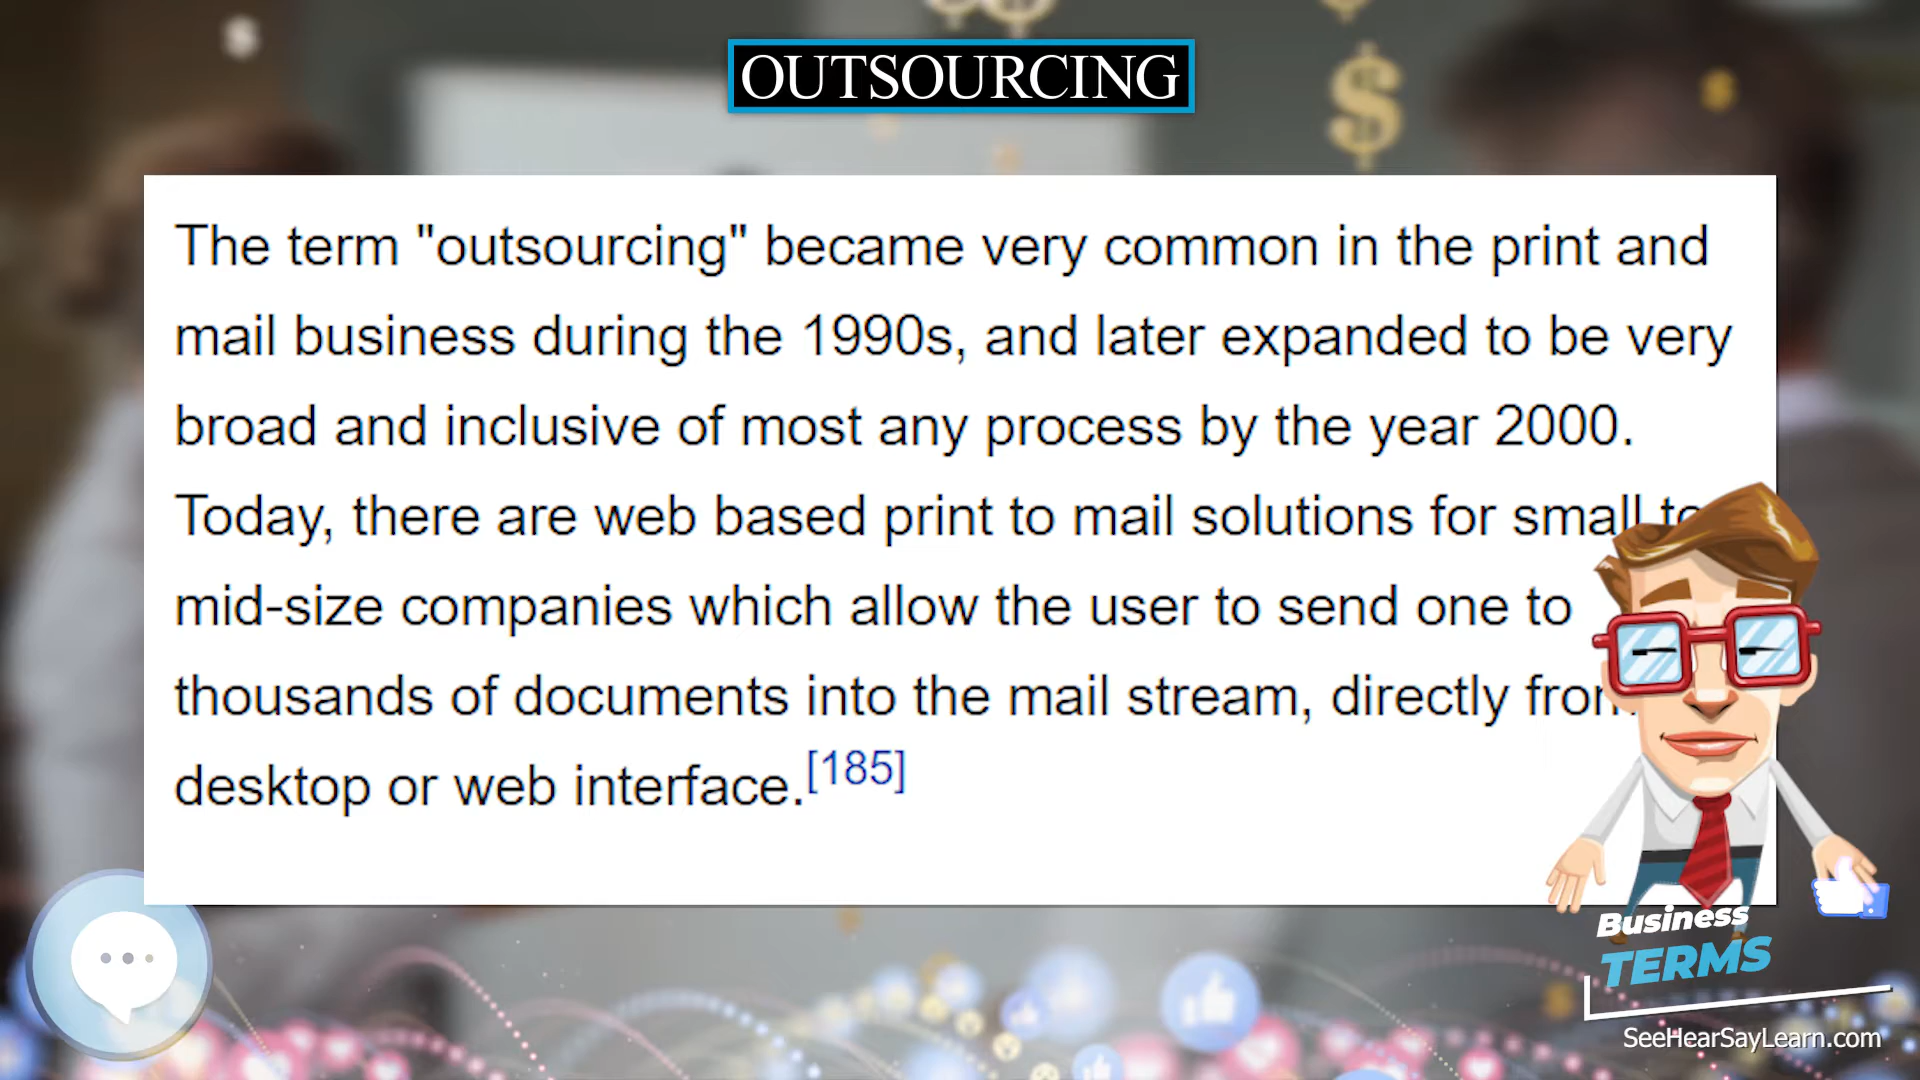 OUTSOURCING
The term "outsourcing" became very common in the print and
mail business during the 1990s, and later expanded to be very
broad and inclusive of most any process by the year 2000.
Today, there are web based print to mail solutions for small to
mid-size companies which allow the user to send one to
thousands of documents into the mail stream, directly from
desktop or web interface.[185]
Business
TERMS
SeeHearSayLearn.com